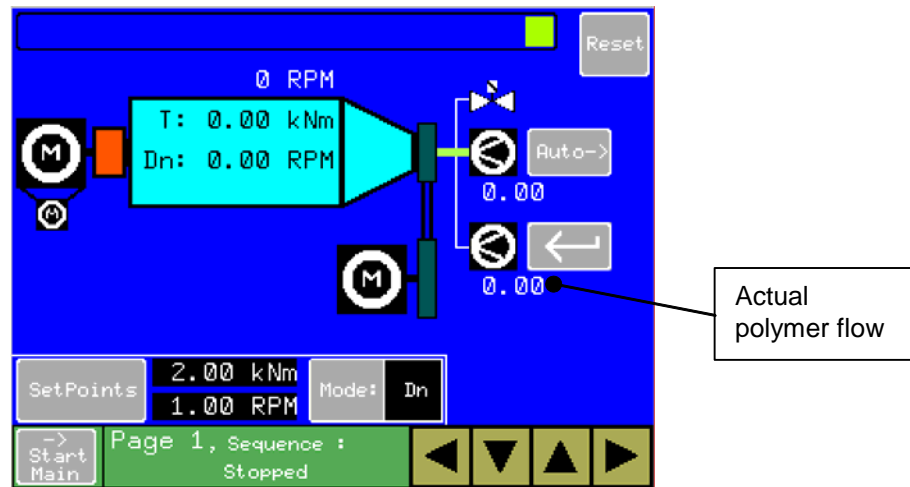 Reset
0 RPM
T: 0.00 kNm
Dn: 0.00 RPM
M
M
Auto->
0.00
M
0.00
Actual
polymer flow
SetPoints
2.00 kNm
1.00 RPM
Mode: Dn
->
Start
Main
Page 1, Sequence :
Stopped